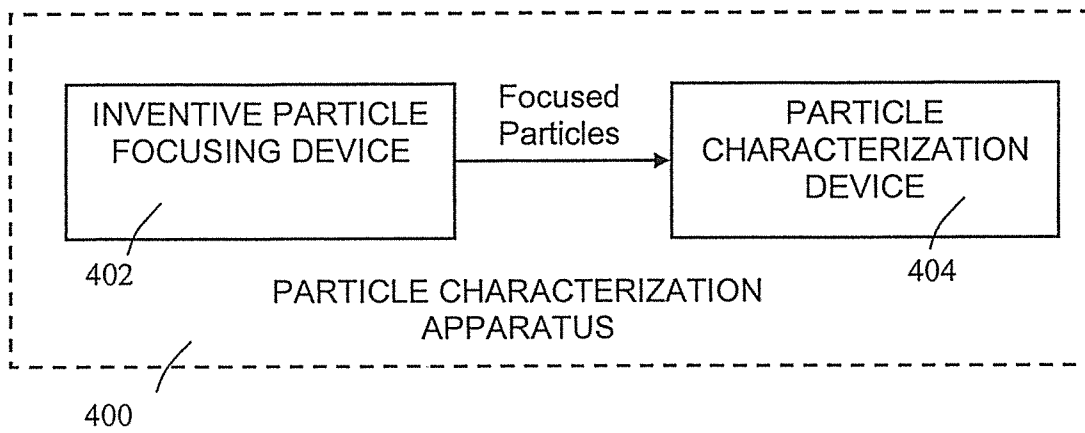 INVENTIVE PARTICLE
FOCUSING DEVICE
402
Focused
Particles
PARTICLE
CHARACTERIZATION
DEVICE
404
PARTICLE CHARACTERIZATION
APPARATUS
400